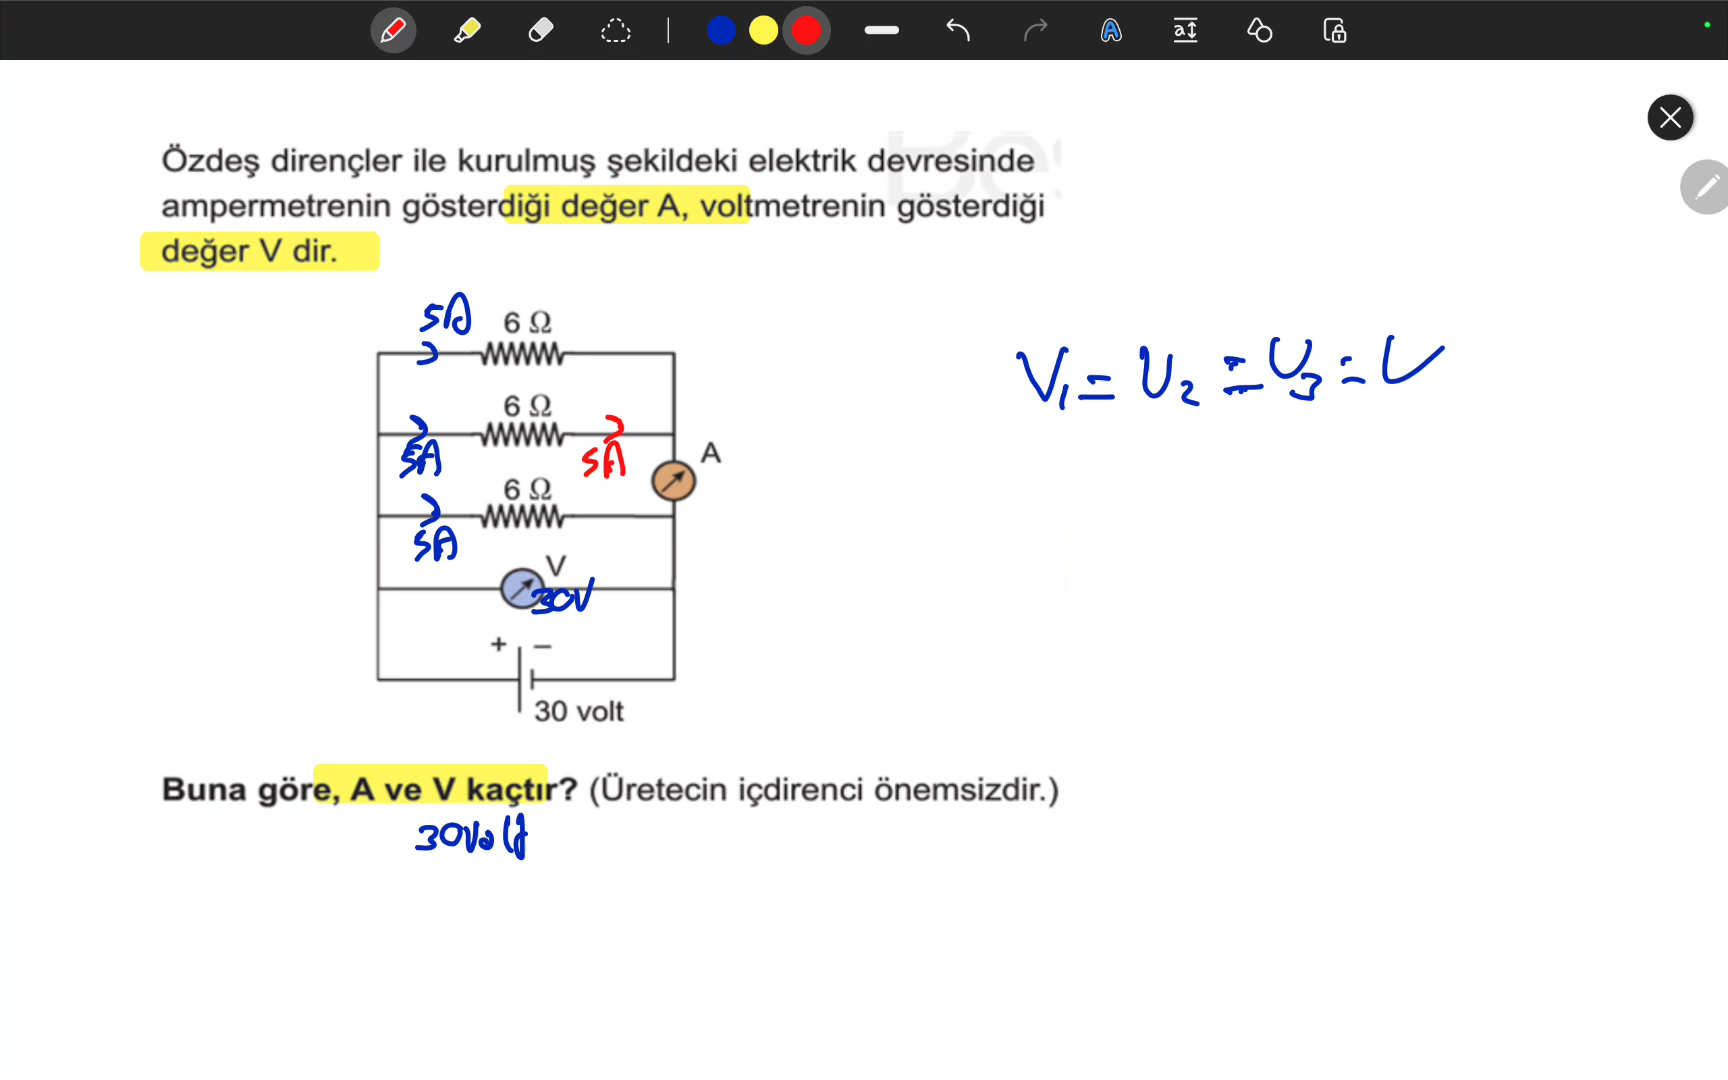 Özdeş dirençler ile kurulmuş şekildeki elektrik devresinde
ampermetrenin gösterdiği değer A, voltmetrenin gösterdiği
değer V dir.
5A
6 Ω
V₁ = V₂ = V₃ = V
6 Ω
5A
5A
A
6 Ω
5A
V
30V
+ −
30 volt
Buna göre, A ve V kaçtır? (Üretecin içdirenci önemsizdir.)
30Volt